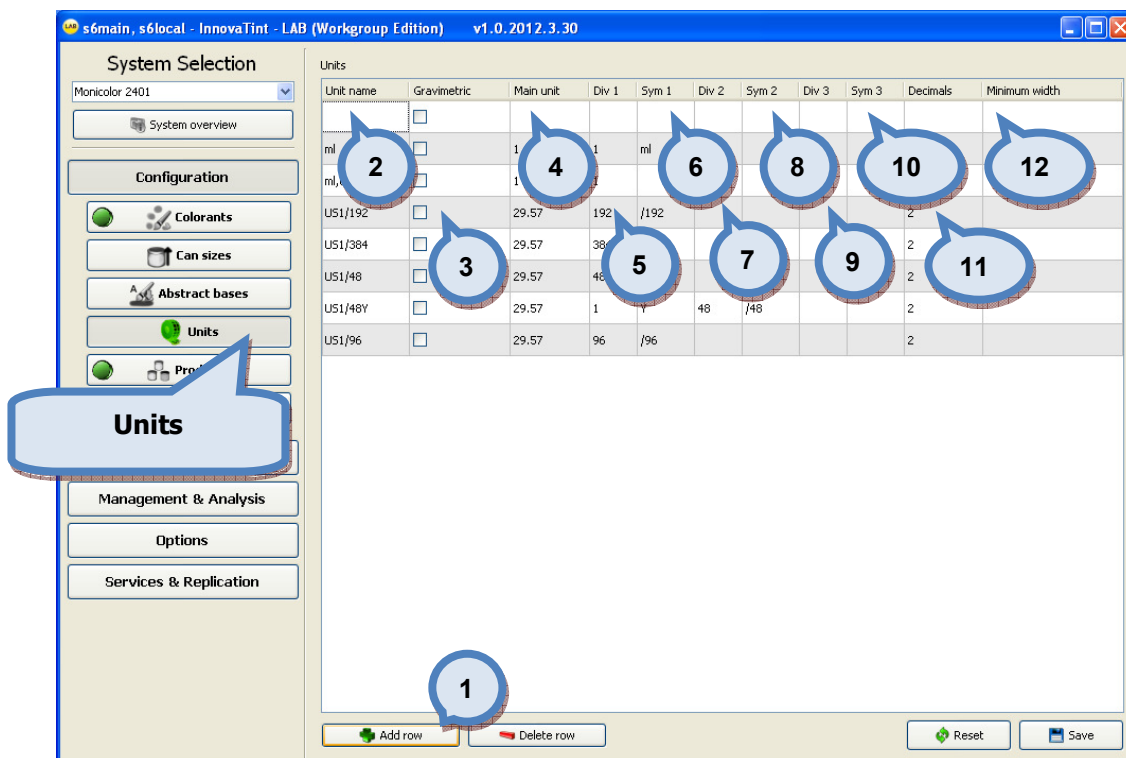 s6main, s6local - InnovaTint - LAB (Workgroup Edition) v1.0.2012.3.30
System Selection
Monicolor 2401
System overview
Configuration
Colorants
Can sizes
Abstract bases
Units
Units
Management & Analysis
Options
Services & Replication
Units
Unit name Gravimetric Main unit Div 1 Sym 1 Div 2 Sym 2 Div 3 Sym 3 Decimals Minimum width
2 4 6 8 10 12
ml 1 1 ml
1 1
US1/192 29.57 192 /192 2
US1/384 29.57 2
3 5 7 9 11
US1/48 29.57 48 2
US1/48Y 29.57 1 Y 48 /48 2
US1/96 29.57 96 /96 2
1
Add row Delete row Reset Save